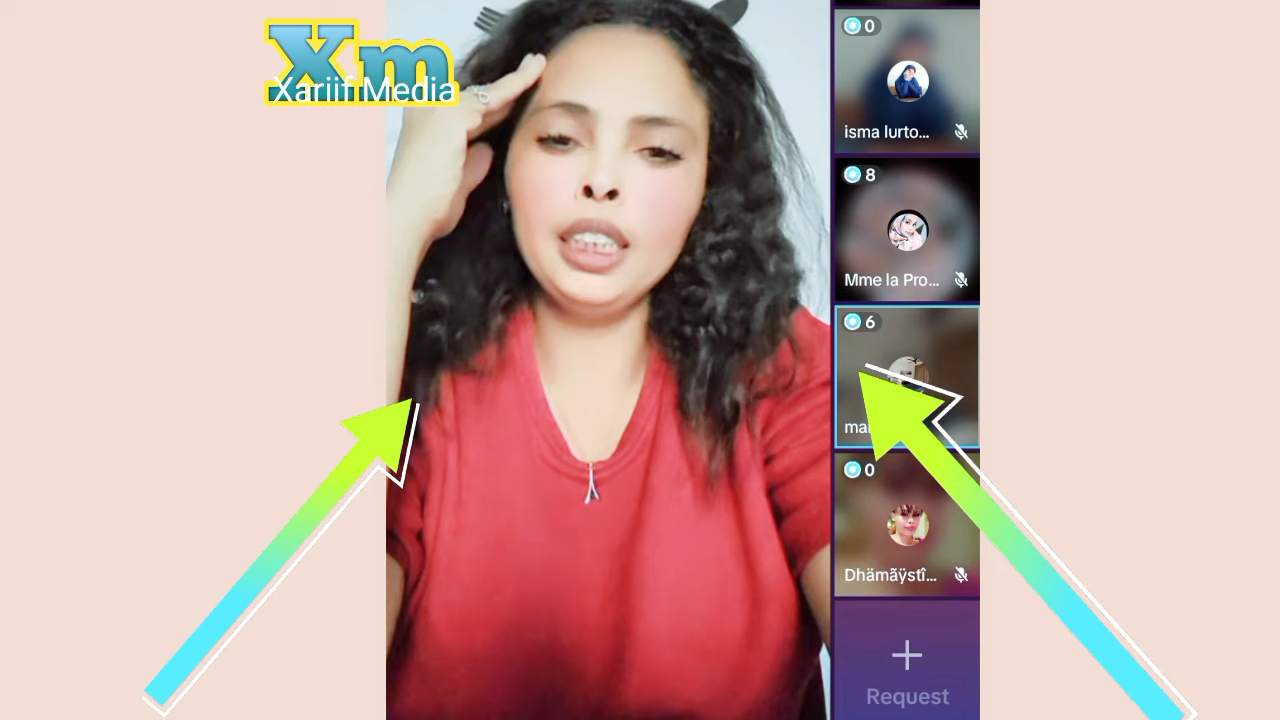 Xm
Xariif Media
0
isma lurto...
8
Mme la Pro...
6
0
Dhämãÿstî...
+
Request